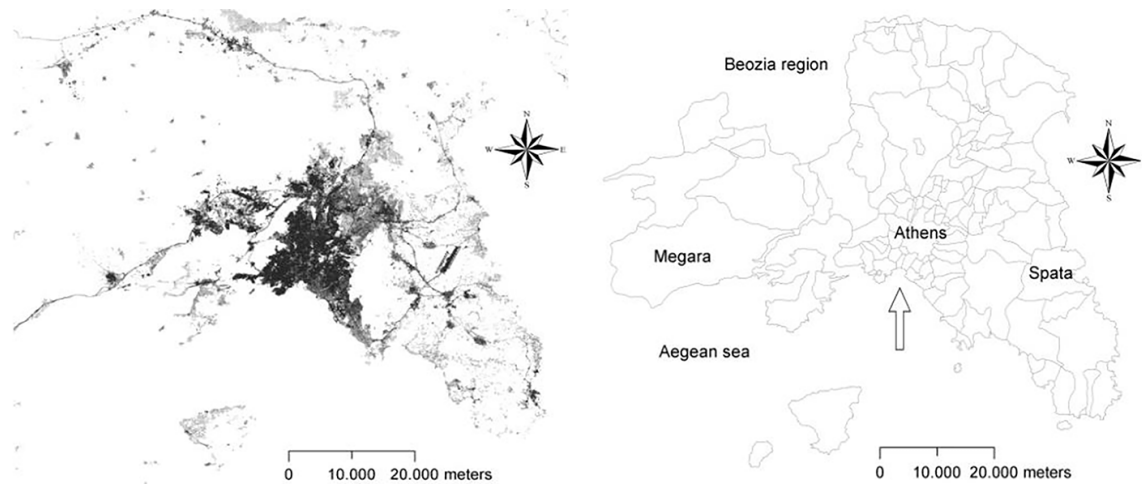 N
W E
S
0 10.000 20.000 meters
Beozia region
N
W
S
Athens
Megara
Spata
Aegean sea
0 10.000 20.000 meters